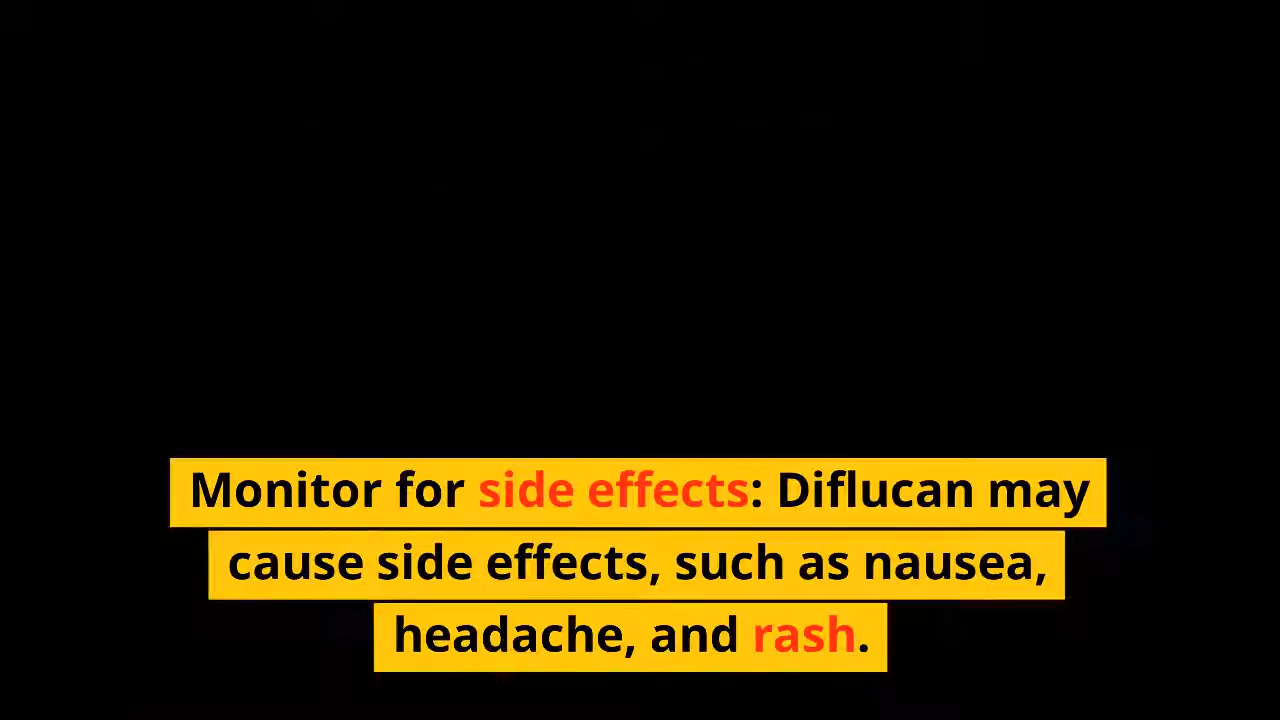 Monitor for side effects: Diflucan may
cause side effects, such as nausea,
headache, and rash.